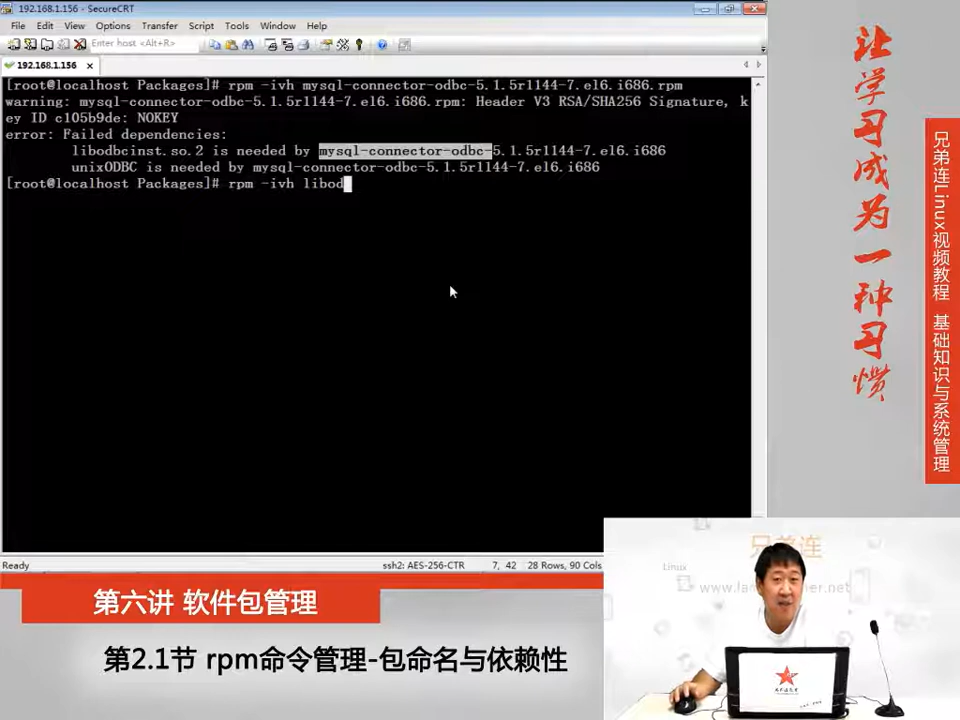 192.168.1.156 - SecureCRT
File Edit View Options Transfer Script Tools Window Help
Enter host <Alt+R>
192.168.1.156
[root@localhost Packages]# rpm -ivh mysql-connector-odbc-5.1.5r1144-7.el6.i686.rpm
warning: mysql-connector-odbc-5.1.5r1144-7.el6.i686.rpm: Header V3 RSA/SHA256 Signature, k
ey ID c105b9de: NOKEY
error: Failed dependencies:
libodbcinst.so.2 is needed by mysql-connector-odbc-5.1.5r1144-7.el6.i686
unixODBC is needed by mysql-connector-odbc-5.1.5r1144-7.el6.i686
[root@localhost Packages]# rpm -ivh libod
Ready
ssh2: AES-256-CTR 7, 42 28 Rows, 90 Cols
让学习成为一种习惯
兄弟连Linux视频教程 基础知识与系统管理
第六讲 软件包管理
第2.1节 rpm命令管理-包命名与依赖性
兄弟连
Linux